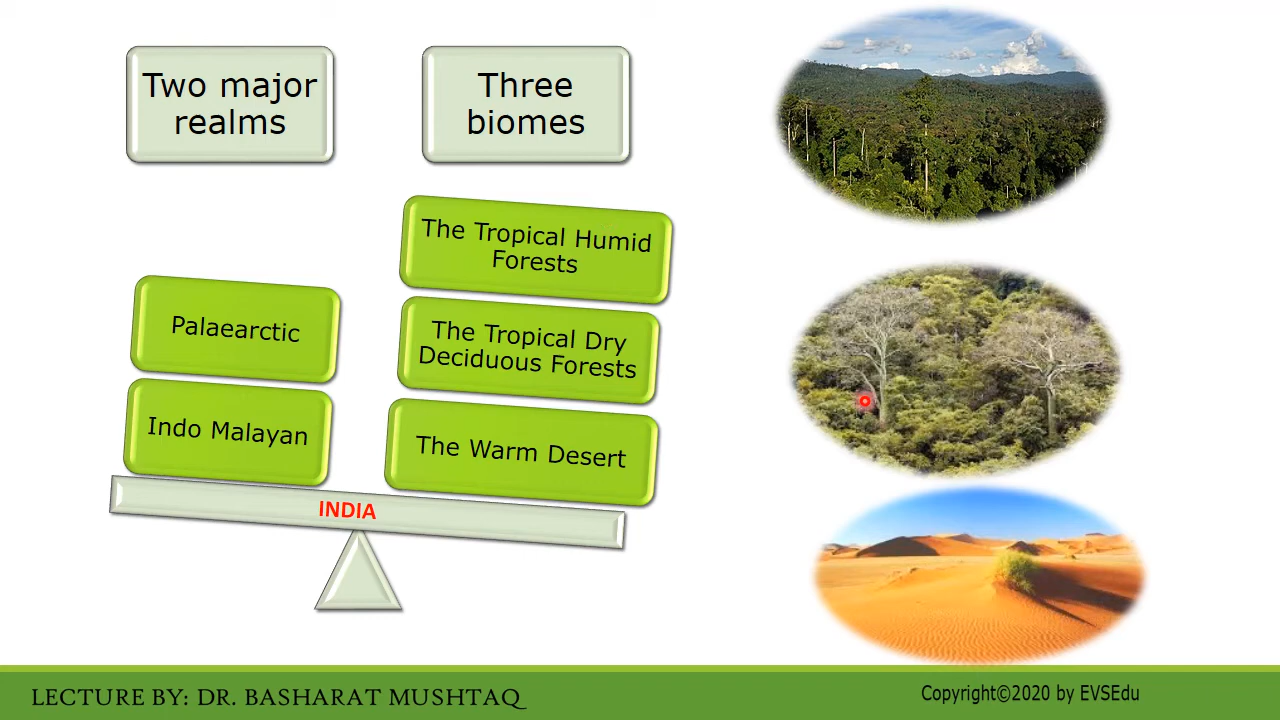 Two major
realms
Three
biomes
The Tropical Humid
Forests
Palaearctic
The Tropical Dry
Deciduous Forests
Indo Malayan
The Warm Desert
INDIA
LECTURE BY: DR. BASHARAT MUSHTAQ
Copyright©2020 by EVSEdu